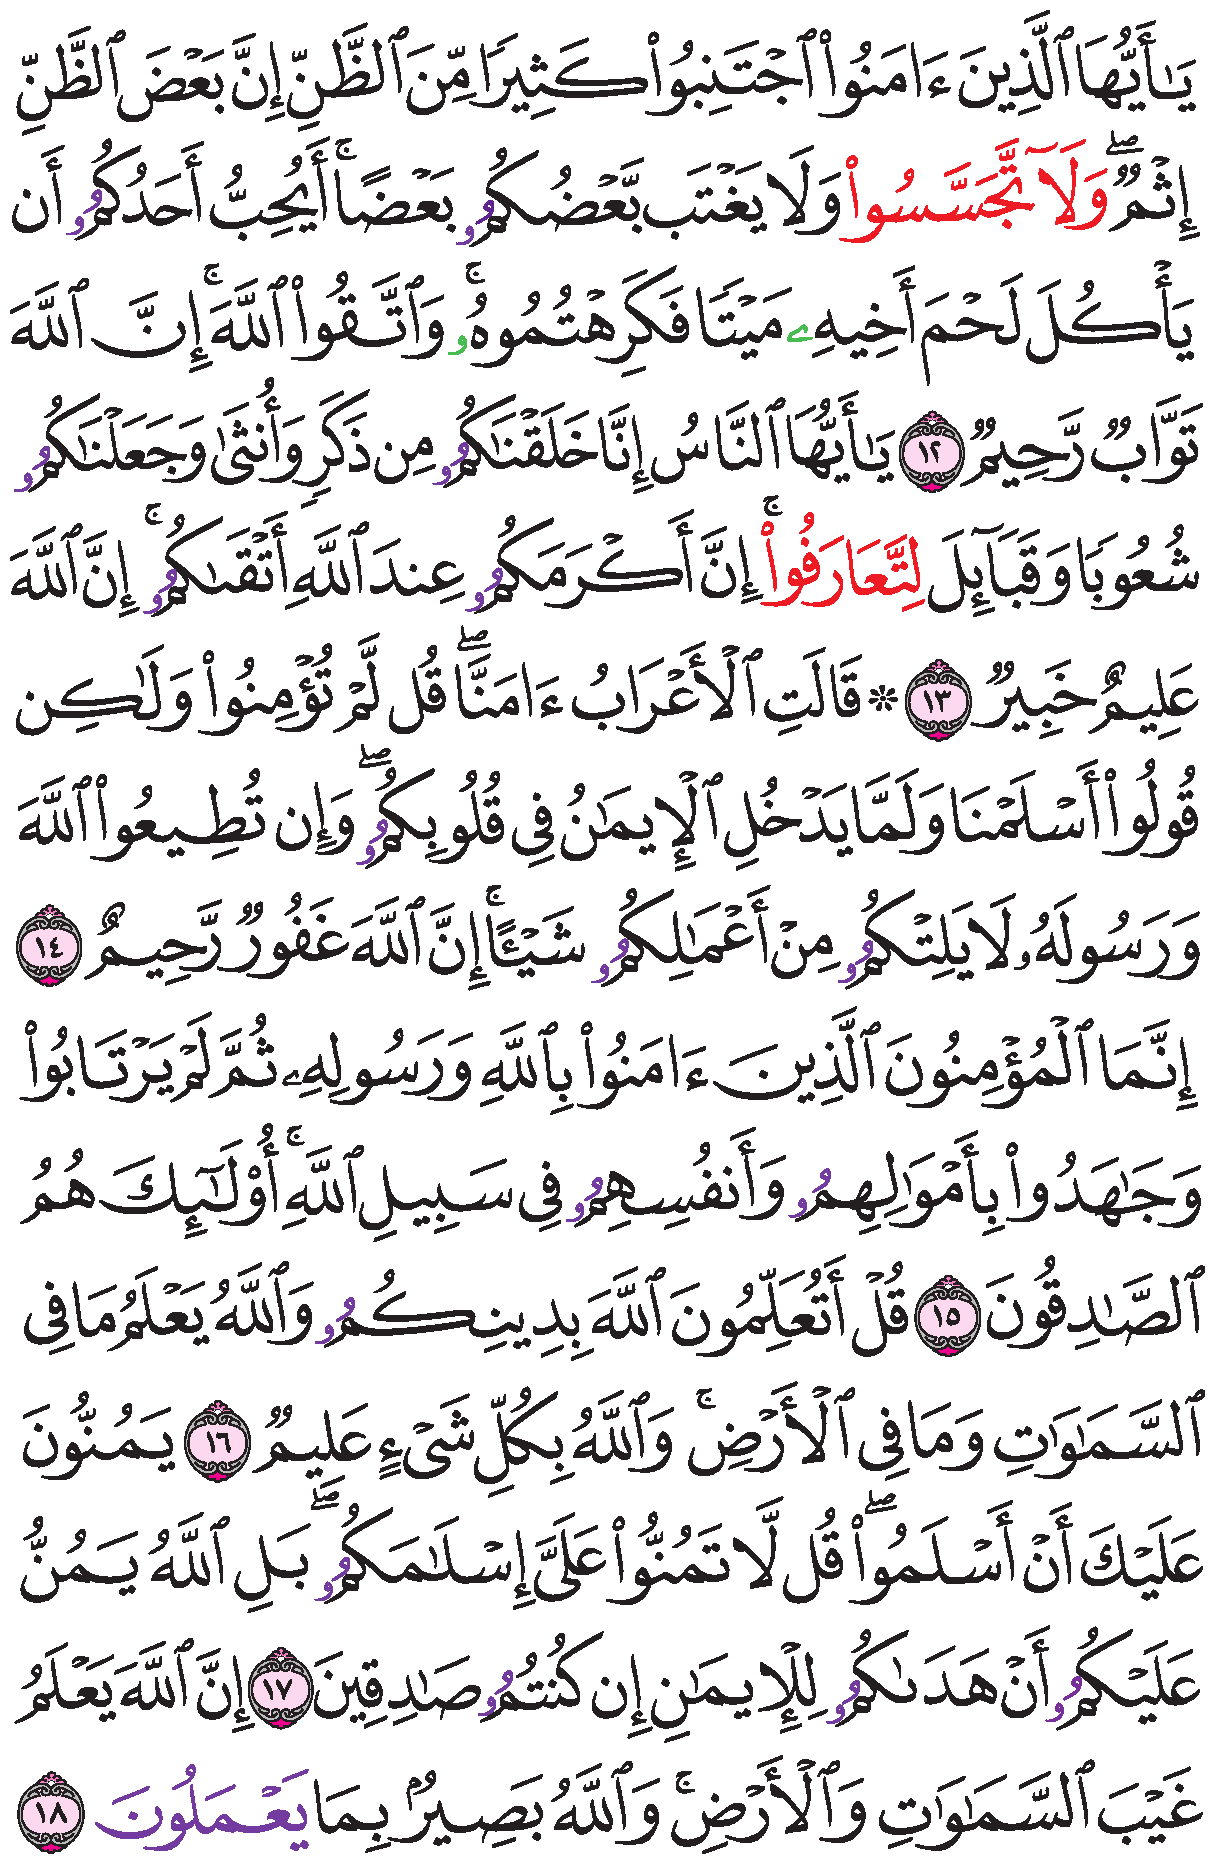 يَـٰٓأَيُّهَا ٱلَّذِينَ ءَامَنُوا۟ ٱجْتَنِبُوا۟ كَثِيرًا مِّنَ ٱلظَّنِّ إِنَّ بَعْضَ ٱلظَّنِّ
إِثْمٌ ۖ وَلَآ تَّجَسَّسُوا۟ وَلَا يَغْتَب بَّعْضُكُمُۥ بَعْضًا ۚ أَيُحِبُّ أَحَدُكُمُۥ أَن
يَأْكُلَ لَحْمَ أَخِيهِۦ مَيْتًا فَكَرِهْتُمُوهُۥ ۚ وَٱتَّقُوا۟ ٱللَّهَ ۚ إِنَّ ٱللَّهَ
تَوَّابٌ رَّحِيمٌ ١٢ يَـٰٓأَيُّهَا ٱلنَّاسُ إِنَّا خَلَقْنَـٰكُمُۥ مِن ذَكَرٍ وَأُنثَىٰ وَجَعَلْنَـٰكُمُۥ
شُعُوبًا وَقَبَآئِلَ لِتَّعَارَفُوا۟ ۚ إِنَّ أَكْرَمَكُمُۥ عِندَ ٱللَّهِ أَتْقَىٰكُمُۥ ۚ إِنَّ ٱللَّهَ
عَلِيمٌ خَبِيرٌ ١٣ ۞ قَالَتِ ٱلْأَعْرَابُ ءَامَنَّا ۖ قُل لَّمْ تُؤْمِنُوا۟ وَلَـٰكِن
قُولُوٓا۟ أَسْلَمْنَا وَلَمَّا يَدْخُلِ ٱلْإِيمَـٰنُ فِى قُلُوبِكُمُۥ ۖ وَإِن تُطِيعُوا۟ ٱللَّهَ
وَرَسُولَهُۥ لَا يَلِتْكُمُۥ مِنْ أَعْمَـٰلِكُمُۥ شَيْـًٔا ۚ إِنَّ ٱللَّهَ غَفُورٌ رَّحِيمٌ ١٤
إِنَّمَا ٱلْمُؤْمِنُونَ ٱلَّذِينَ ءَامَنُوا۟ بِٱللَّهِ وَرَسُولِهِۦ ثُمَّ لَمْ يَرْتَابُوا۟
وَجَـٰهَدُوا۟ بِأَمْوَٰلِهِمُۥ وَأَنفُسِهِمُۥ فِى سَبِيلِ ٱللَّهِ ۚ أُو۟لَـٰٓئِكَ هُمُ
ٱلصَّـٰدِقُونَ ١٥ قُلْ أَتُعَلِّمُونَ ٱللَّهَ بِدِينِكُمُۥ وَٱللَّهُ يَعْلَمُ مَا فِى
ٱلسَّمَـٰوَٰتِ وَمَا فِى ٱلْأَرْضِ ۚ وَٱللَّهُ بِكُلِّ شَىْءٍ عَلِيمٌ ١٦ يَمُنُّونَ
عَلَيْكَ أَنْ أَسْلَمُوا۟ ۖ قُل لَّا تَمُنُّوا۟ عَلَىَّ إِسْلَـٰمَكُمُۥ ۖ بَلِ ٱللَّهُ يَمُنُّ
عَلَيْكُمُۥ أَنْ هَدَىٰكُمُۥ لِلْإِيمَـٰنِ إِن كُنتُمُۥ صَـٰدِقِينَ ١٧ إِنَّ ٱللَّهَ يَعْلَمُ
غَيْبَ ٱلسَّمَـٰوَٰتِ وَٱلْأَرْضِ ۚ وَٱللَّهُ بَصِيرٌۢ بِمَا يَعْمَلُونَ ١٨